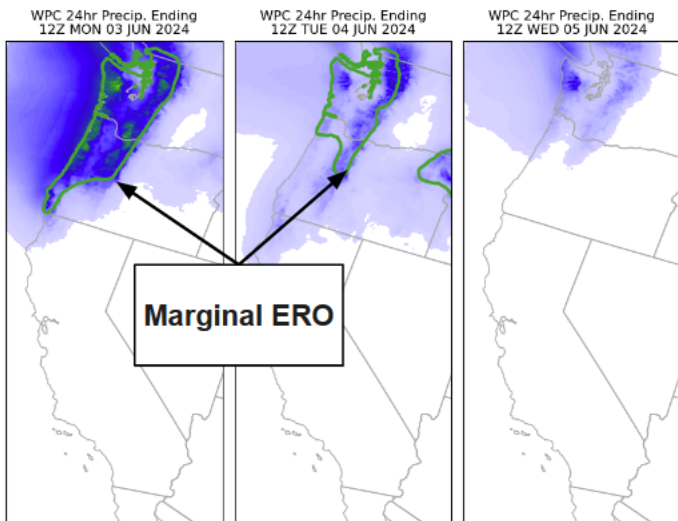 WPC 24hr Precip. Ending
12Z MON 03 JUN 2024
WPC 24hr Precip. Ending
12Z TUE 04 JUN 2024
WPC 24hr Precip. Ending
12Z WED 05 JUN 2024
Marginal ERO